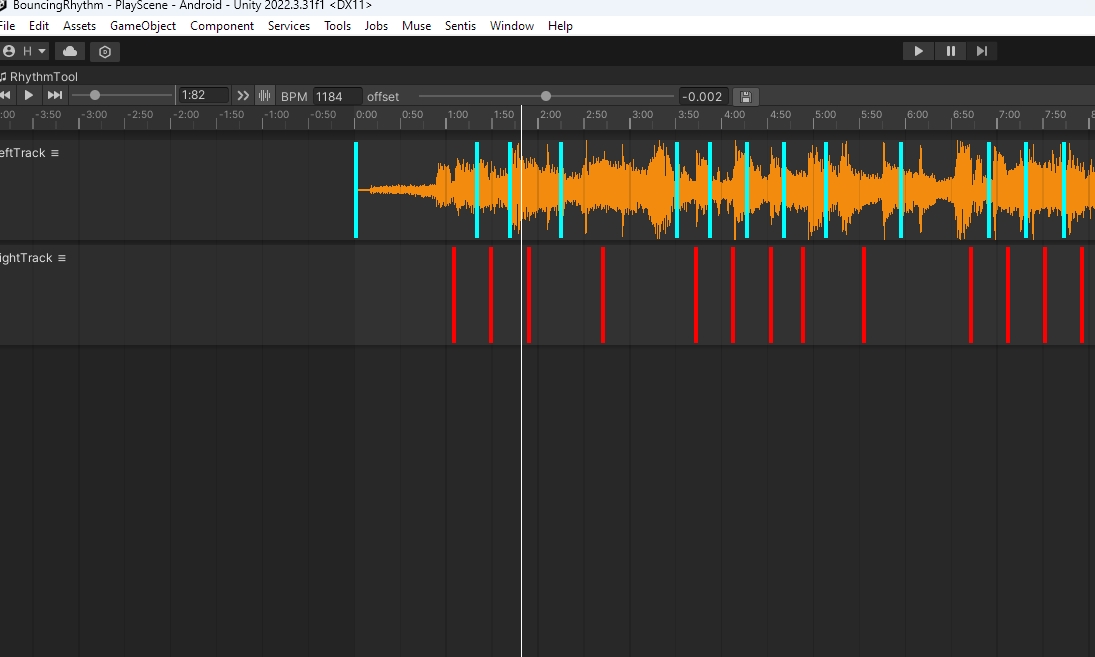 BouncingRhythm - PlayScene - Android - Unity 2022.3.31f1 <DX11>
File Edit Assets GameObject Component Services Tools Jobs Muse Sentis Window Help
H
RhythmTool
1:82 BPM 1184 offset -0.002
:00 -3:50 -3:00 -2:50 -2:00 -1:50 -1:00 -0:50 0:00 0:50 1:00 1:50 2:00 2:50 3:00 3:50 4:00 4:50 5:00 5:50 6:00 6:50 7:00 7:50 8
eftTrack
ightTrack